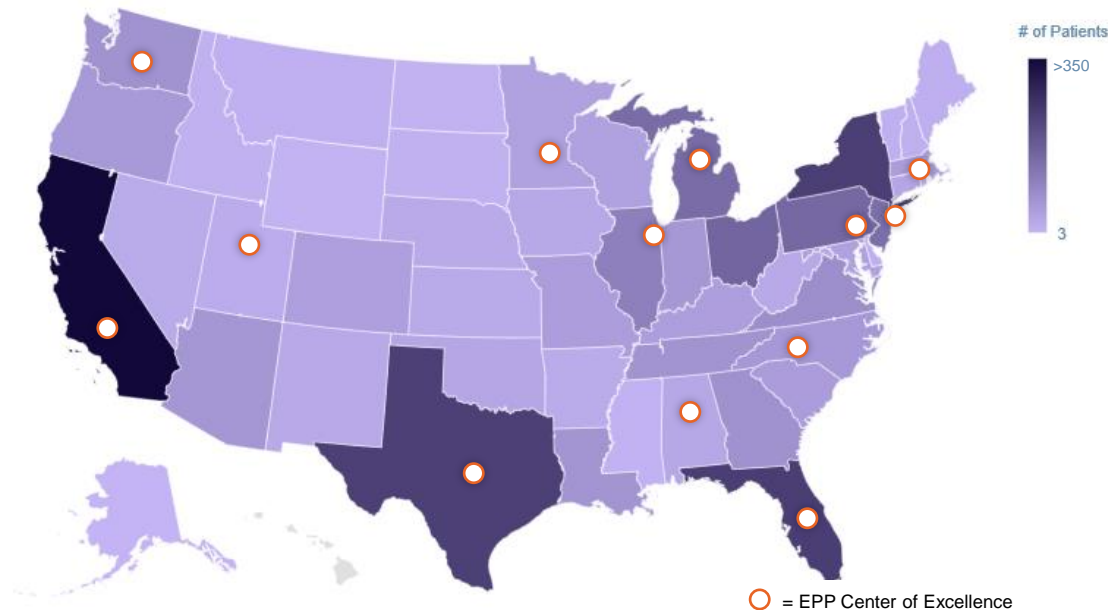 # of Patients
>350
3
= EPP Center of Excellence